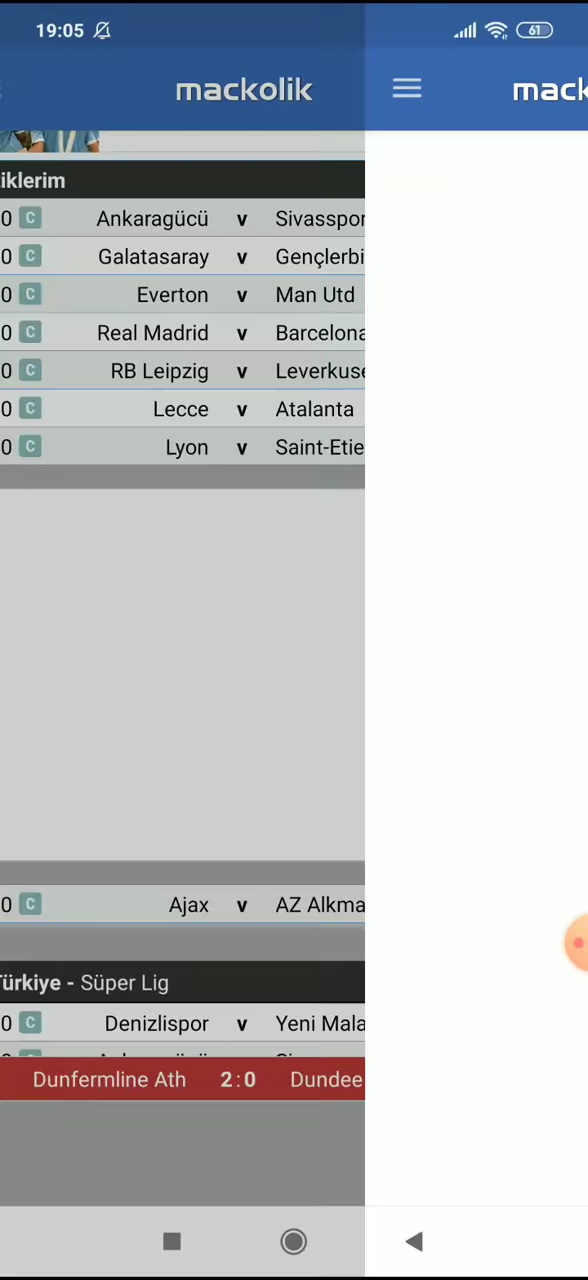 19:05 61
mackolik mack
iklerim
0 C Ankaragücü v Sivasspor
0 C Galatasaray v Gençlerbi
0 C Everton v Man Utd
0 C Real Madrid v Barcelona
0 C RB Leipzig v Leverkuse
0 C Lecce v Atalanta
0 C Lyon v Saint-Etie
0 C Ajax v AZ Alkma
Türkiye - Süper Lig
0 C Denizlispor v Yeni Mala
Dunfermline Ath 2:0 Dundee